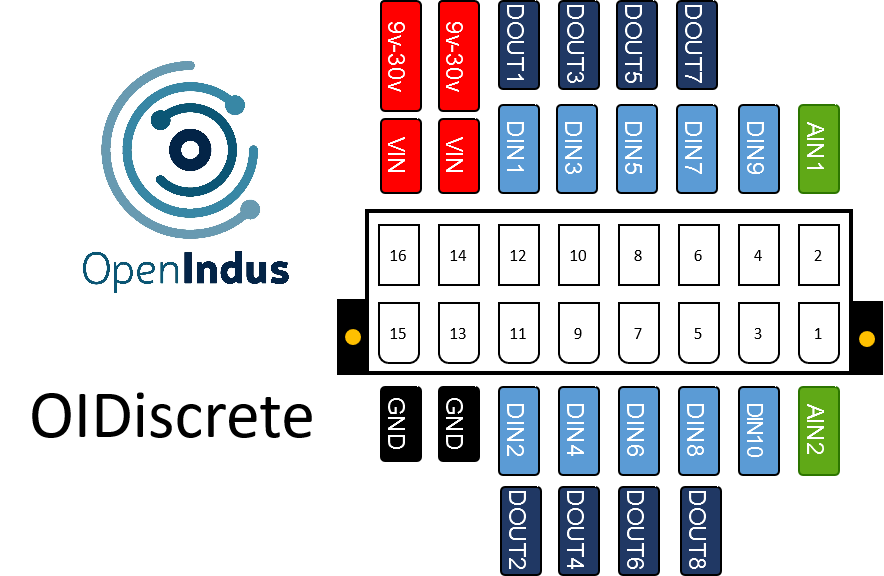 9v-30v 9v-30v DOUT1 DOUT3 DOUT5 DOUT7
VIN VIN DIN1 DIN3 DIN5 DIN7 DIN9 AIN1
OpenIndus
16 14 12 10 8 6 4 2
15 13 11 9 7 5 3 1
OIDiscrete
GND GND DIN2 DIN4 DIN6 DIN8 DIN10 AIN2
DOUT2 DOUT4 DOUT6 DOUT8